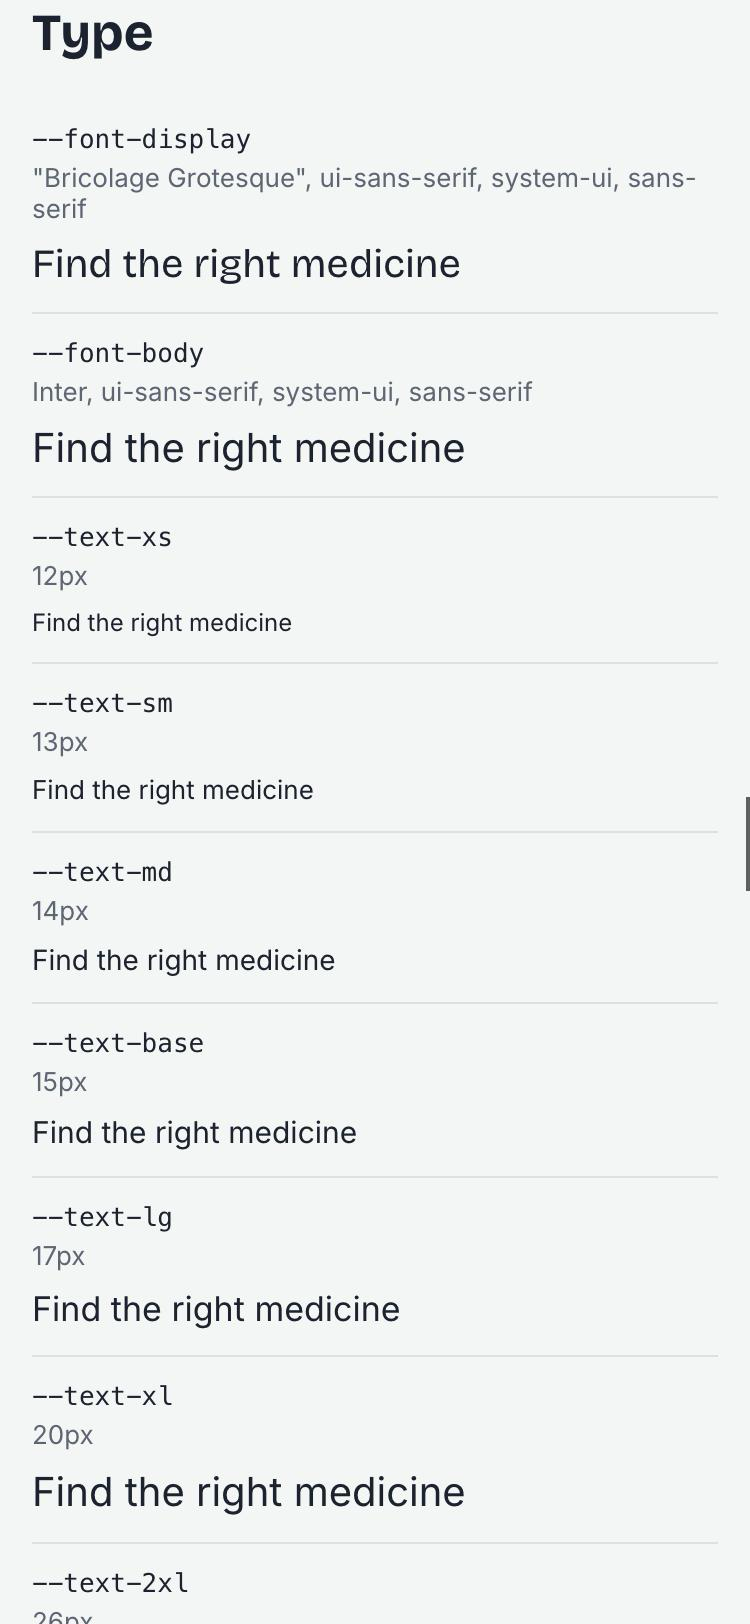 Type
--font-display
"Bricolage Grotesque", ui-sans-serif, system-ui, sans-
serif
Find the right medicine
--font-body
Inter, ui-sans-serif, system-ui, sans-serif
Find the right medicine
--text-xs
12px
Find the right medicine
--text-sm
13px
Find the right medicine
--text-md
14px
Find the right medicine
--text-base
15px
Find the right medicine
--text-lg
17px
Find the right medicine
--text-xl
20px
Find the right medicine
--text-2xl
26px